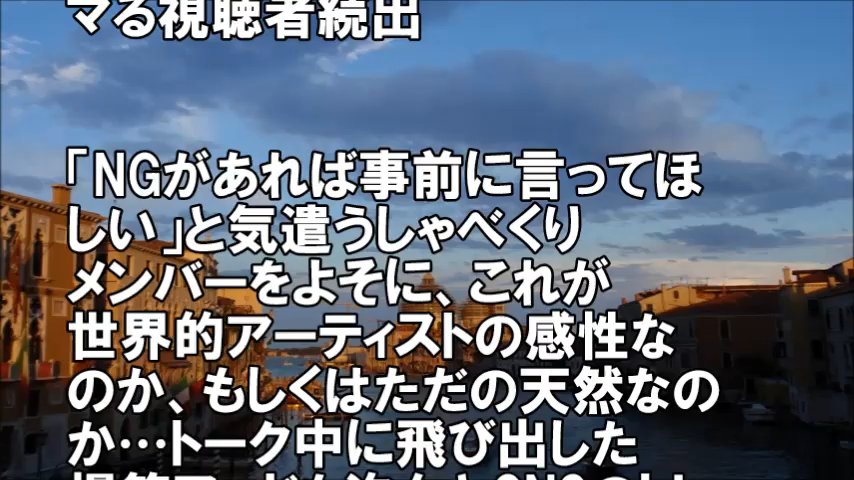 マる視聴者続出
「NGがあれば事前に言ってほ
しい」と気遣うしゃべくり
メンバーをよそに、これが
世界的アーティストの感性な
のか、もしくはただの天然なの
か…トーク中に飛び出した